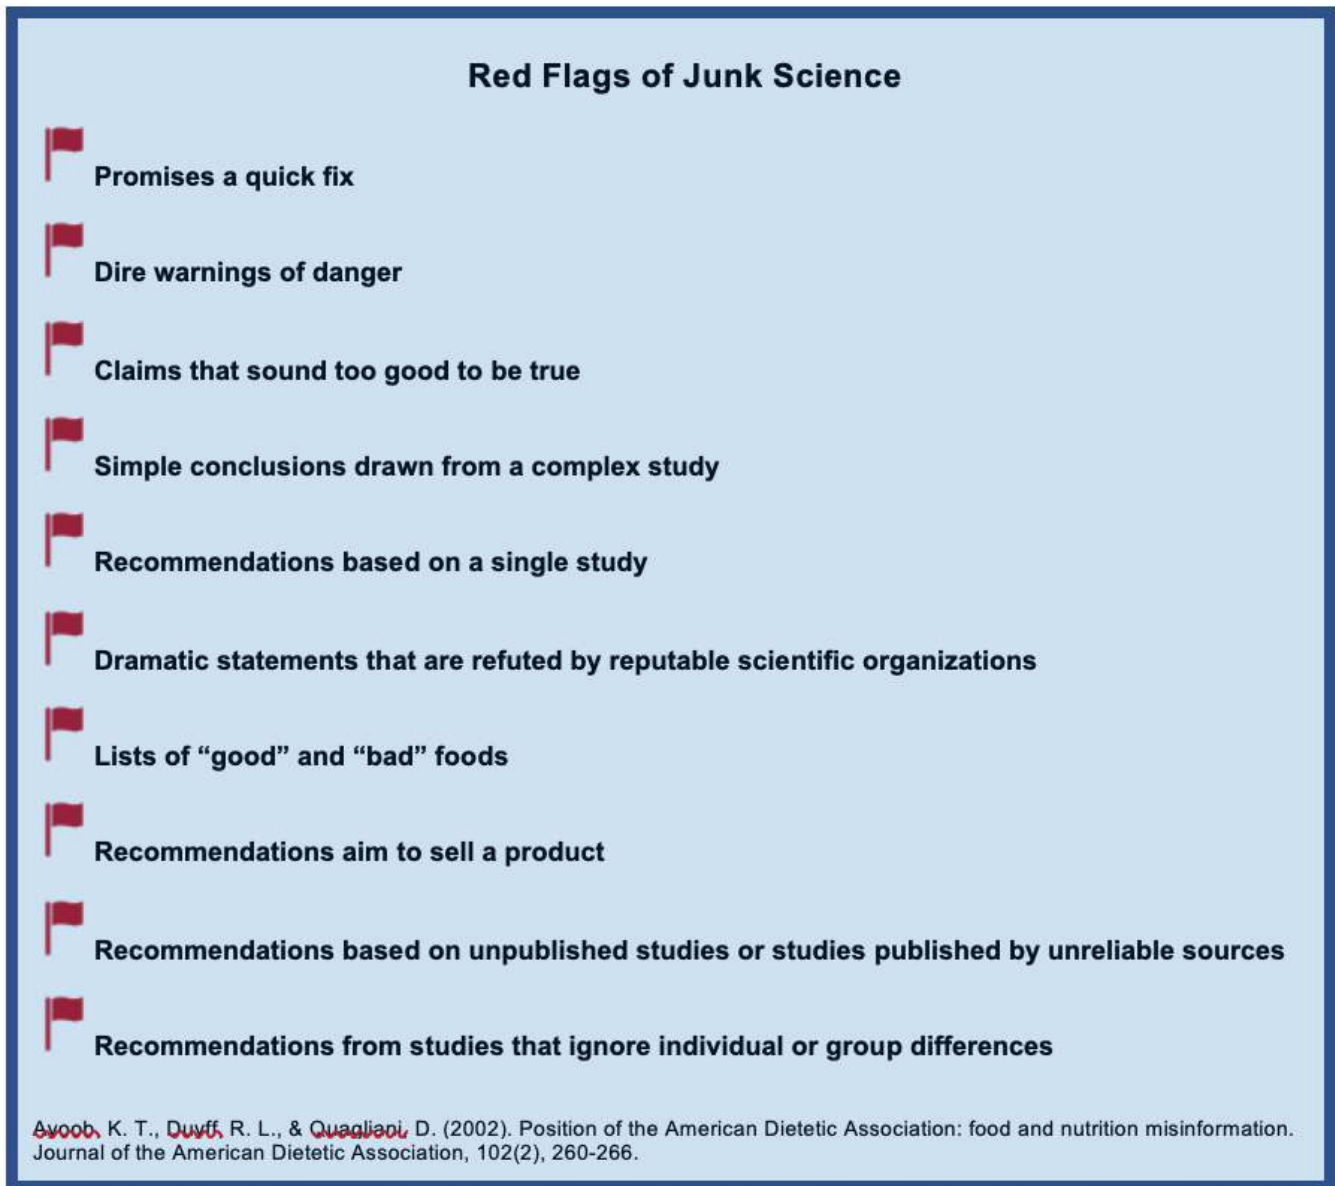 Red Flags of Junk Science
Promises a quick fix
Dire warnings of danger
Claims that sound too good to be true
Simple conclusions drawn from a complex study
Recommendations based on a single study
Dramatic statements that are refuted by reputable scientific organizations
Lists of “good” and “bad” foods
Recommendations aim to sell a product
Recommendations based on unpublished studies or studies published by unreliable sources
Recommendations from studies that ignore individual or group differences
Ayoob, K. T., Duyff, R. L., & Quagliani, D. (2002). Position of the American Dietetic Association: food and nutrition misinformation.
Journal of the American Dietetic Association, 102(2), 260-266.